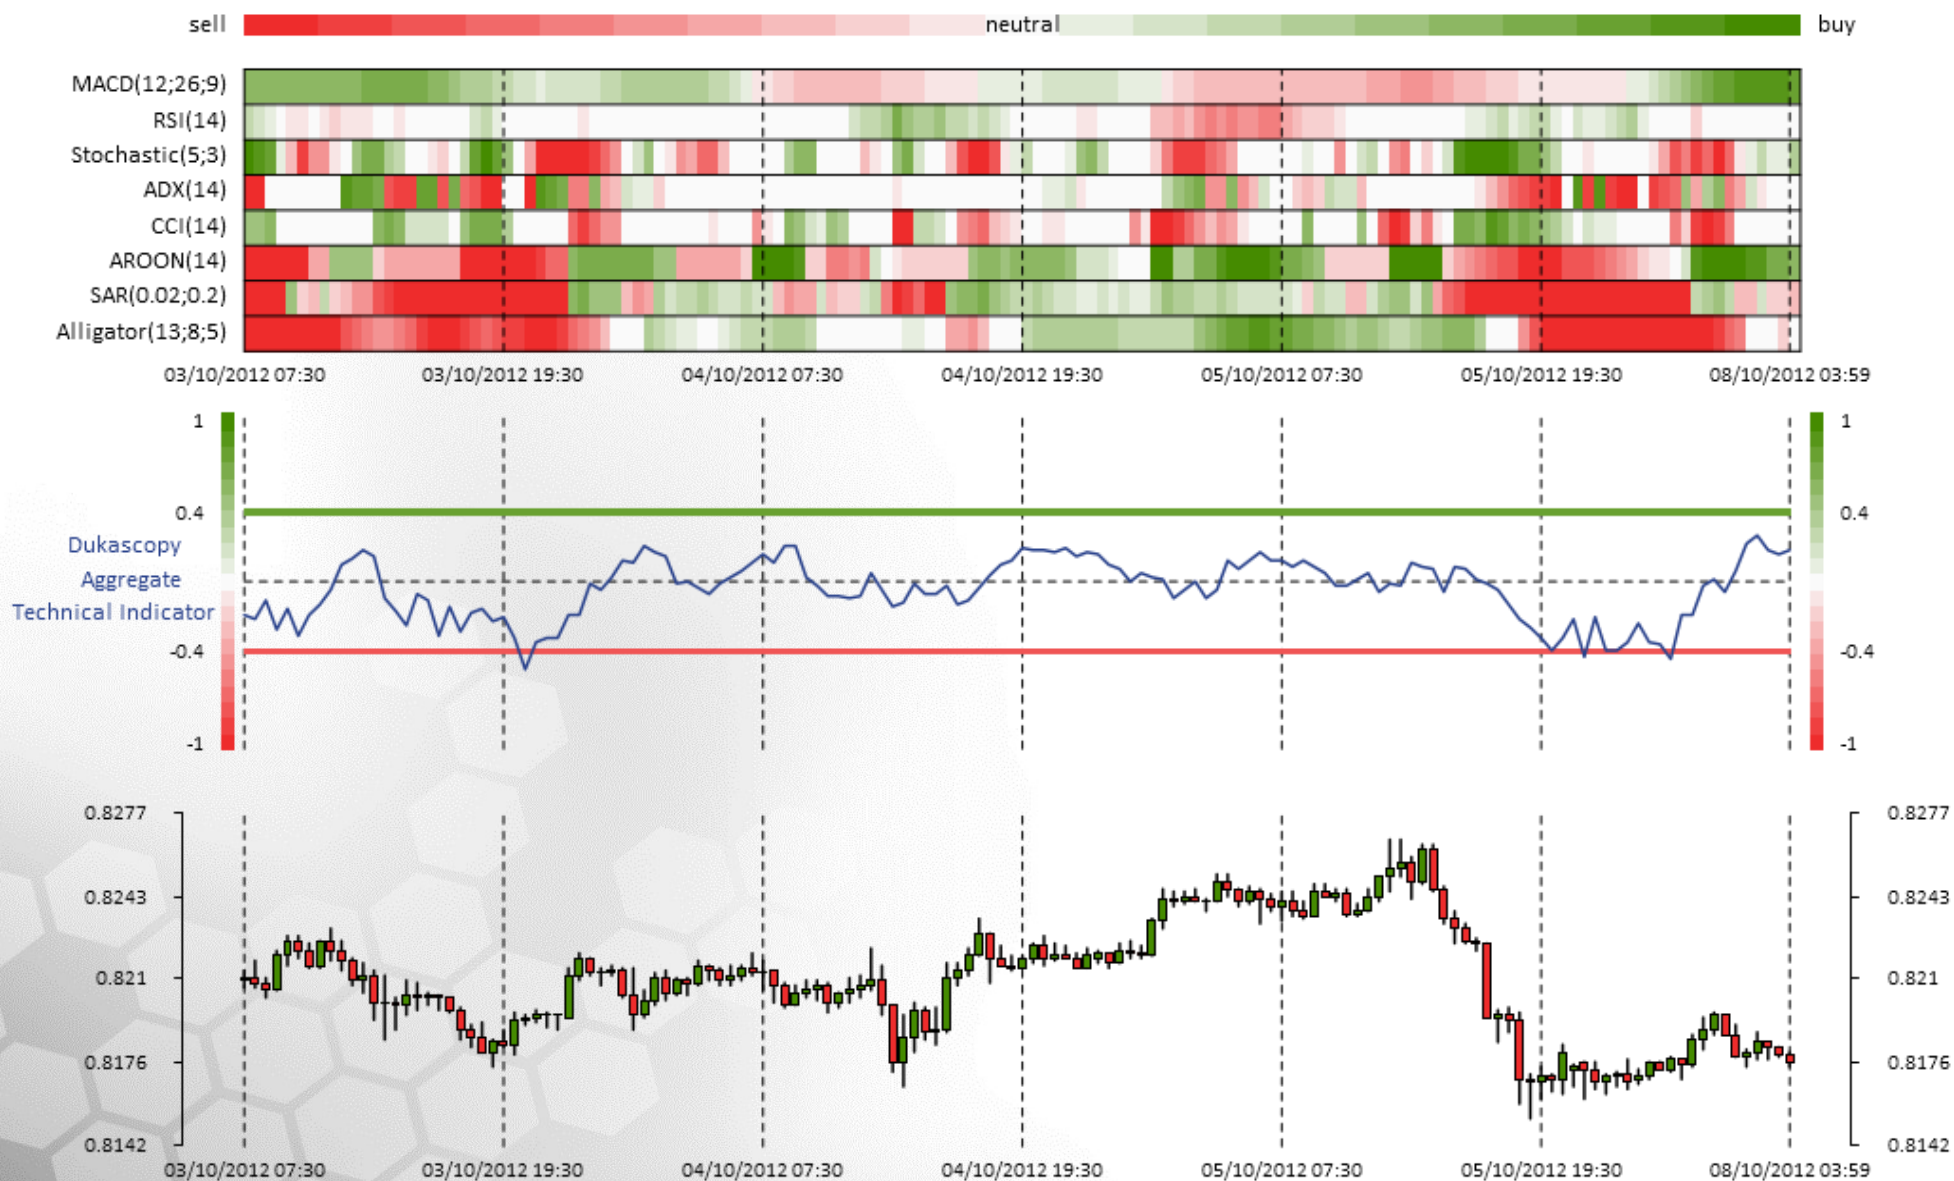 sell neutral buy
MACD(12;26;9)
RSI(14)
Stochastic(5;3)
ADX(14)
CCI(14)
AROON(14)
SAR(0.02;0.2)
Alligator(13;8;5)
03/10/2012 07:30 03/10/2012 19:30 04/10/2012 07:30 04/10/2012 19:30 05/10/2012 07:30 05/10/2012 19:30 08/10/2012 03:59
1 1
0.4 0.4
Dukascopy
Aggregate
Technical Indicator
-0.4 -0.4
-1 -1
0.8277 0.8277
0.8243 0.8243
0.821 0.821
0.8176 0.8176
0.8142 0.8142
03/10/2012 07:30 03/10/2012 19:30 04/10/2012 07:30 04/10/2012 19:30 05/10/2012 07:30 05/10/2012 19:30 08/10/2012 03:59